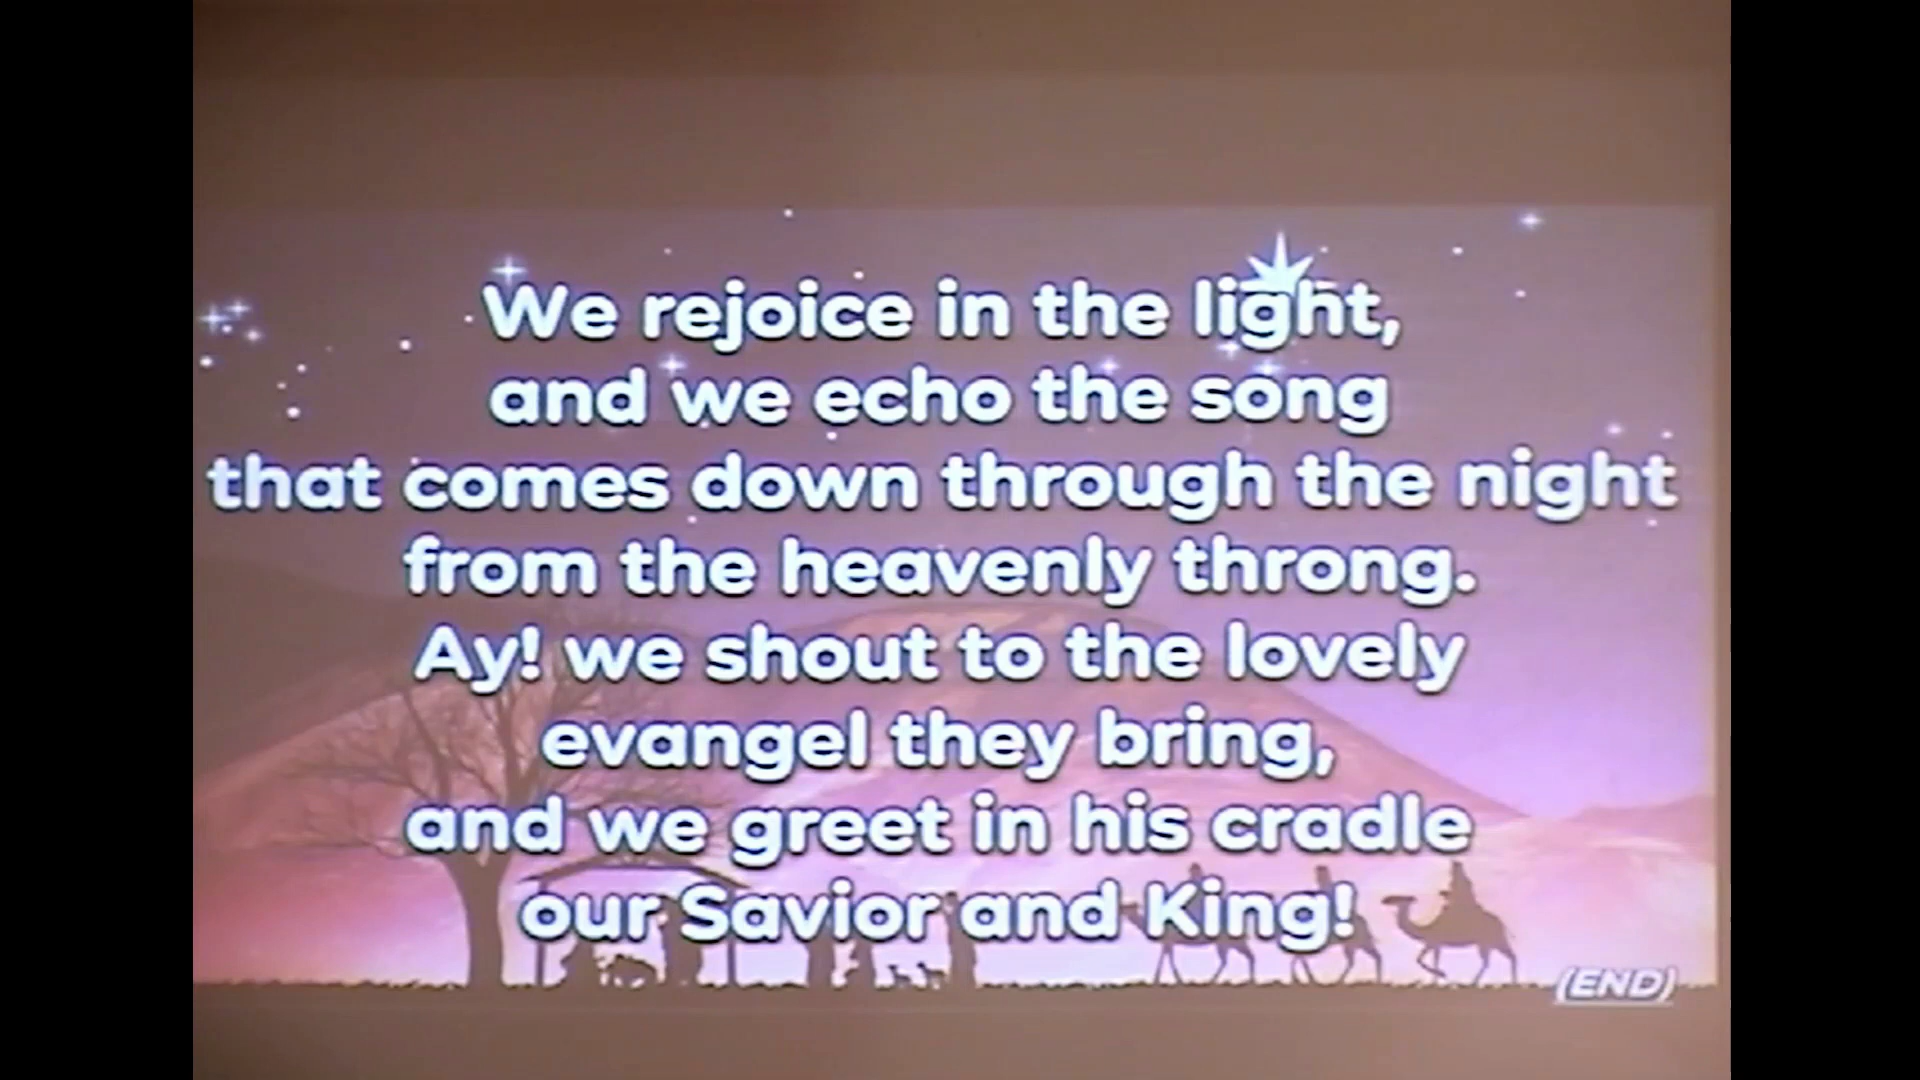 We rejoice in the light,
and we echo the song
that comes down through the night
from the heavenly throng.
Ay! we shout to the lovely
evangel they bring,
and we greet in his cradle
our Savior and King!
(END)